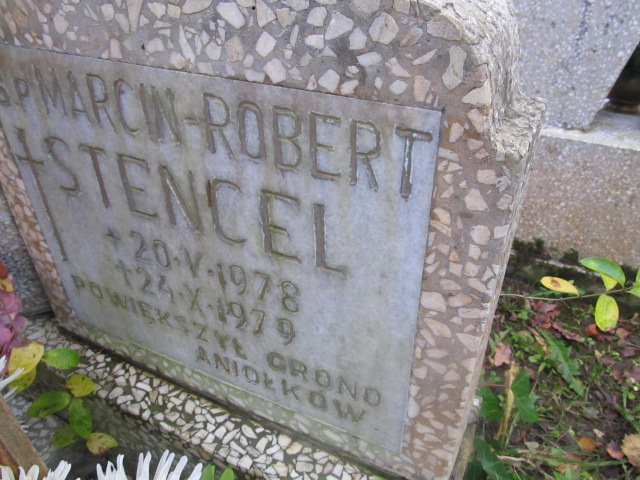 ŚP MARCIN-ROBERT
STENCEL
* 20·V·1978
† 24·X·1979
POWIĘKSZYŁ GRONO
ANIOŁKÓW